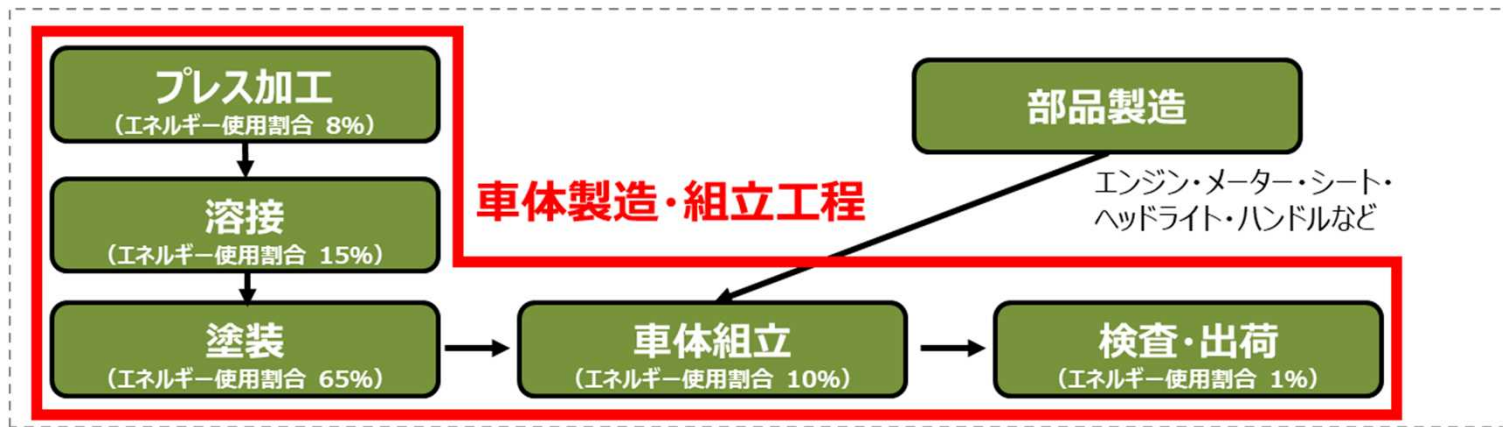 プレス加工
（エネルギー使用割合 8%）
溶接
（エネルギー使用割合 15%）
塗装
（エネルギー使用割合 65%）
車体製造・組立工程
部品製造
エンジン・メーター・シート・
ヘッドライト・ハンドルなど
車体組立
（エネルギー使用割合 10%）
検査・出荷
（エネルギー使用割合 1%）